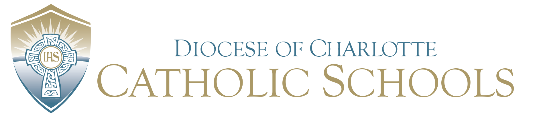 IHS
DIOCESE OF CHARLOTTE
CATHOLIC SCHOOLS